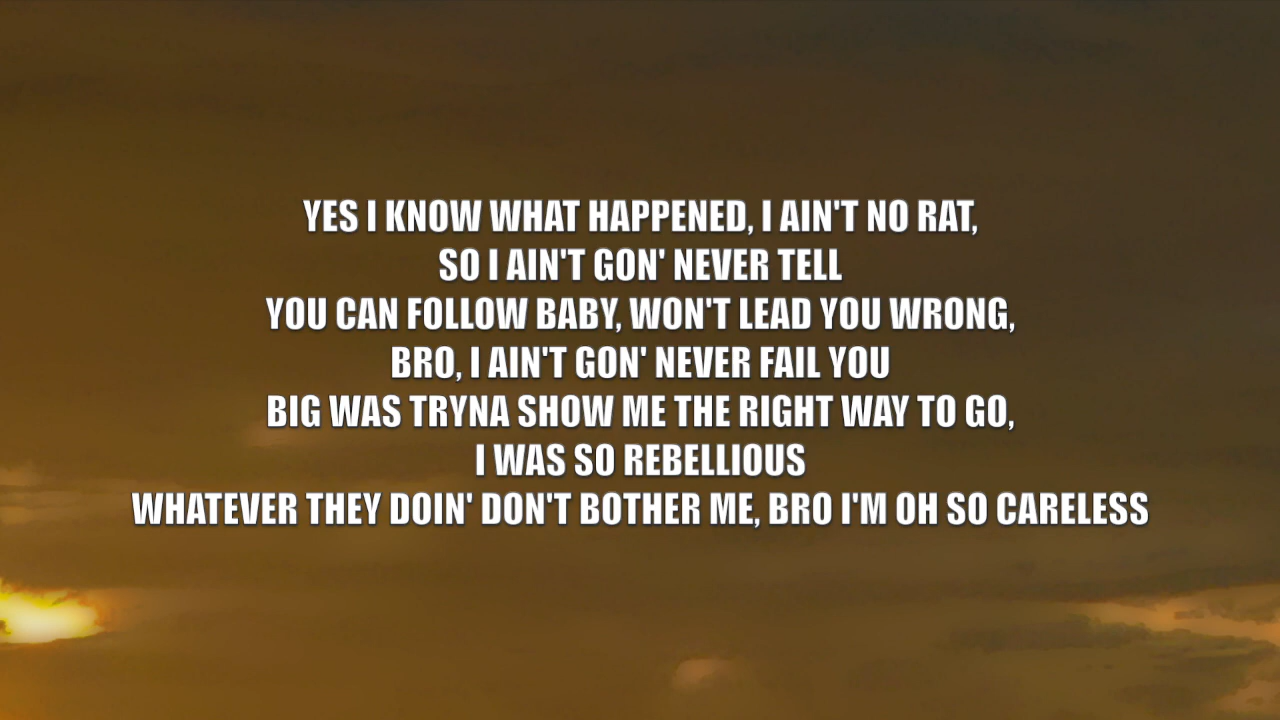 YES I KNOW WHAT HAPPENED, I AIN'T NO RAT,
SO I AIN'T GON' NEVER TELL
YOU CAN FOLLOW BABY, WON'T LEAD YOU WRONG,
BRO, I AIN'T GON' NEVER FAIL YOU
BIG WAS TRYNA SHOW ME THE RIGHT WAY TO GO,
I WAS SO REBELLIOUS
WHATEVER THEY DOIN' DON'T BOTHER ME, BRO I'M OH SO CARELESS